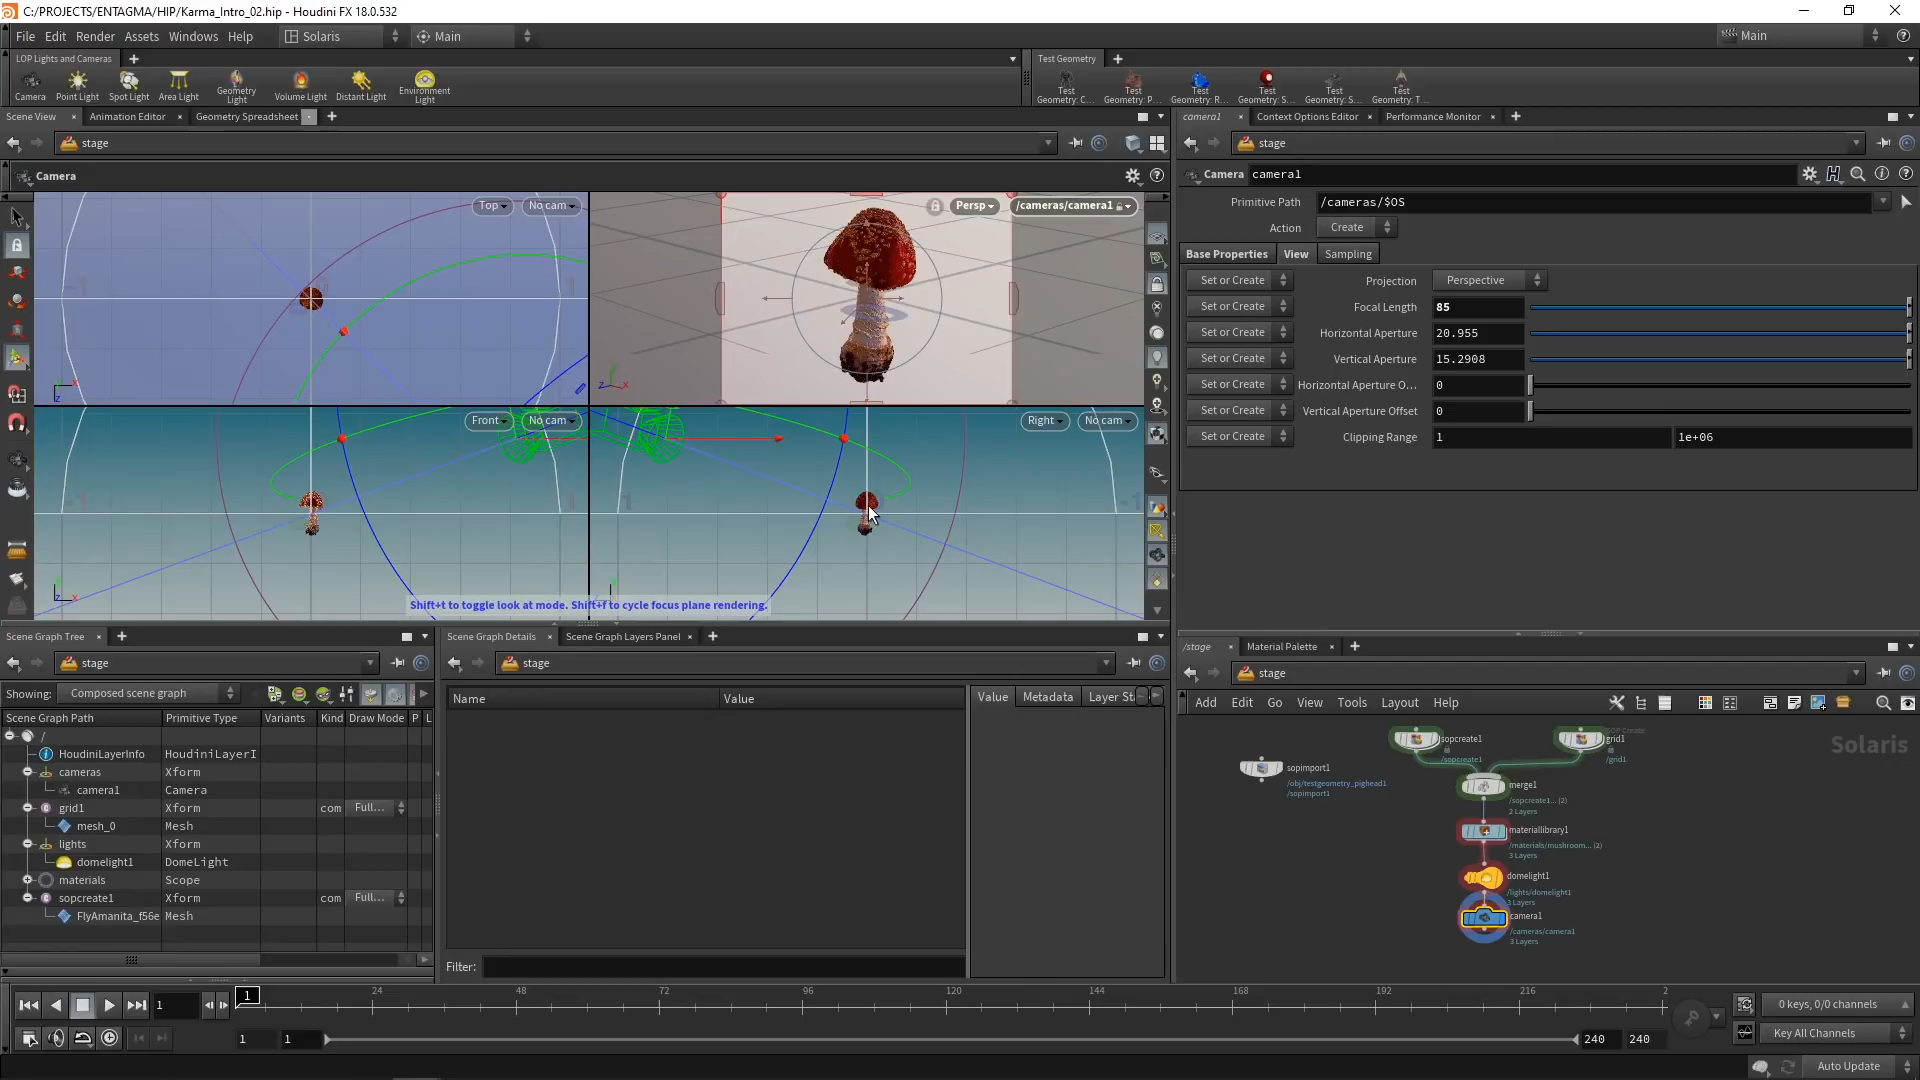 C:/PROJECTS/ENTAGMA/HIP/Karma_Intro_02.hip - Houdini FX 18.0.532
File Edit Render Assets Windows Help Solaris Main Main
LOP Lights and Cameras
Test Geometry
Camera Point Light Spot Light Area Light Geometry Light Volume Light Distant Light Environment Light
Test Geometry: C... Test Geometry: P... Test Geometry: R... Test Geometry: S... Test Geometry: S... Test Geometry: T...
Scene View Animation Editor Geometry Spreadsheet
camera1 Context Options Editor Performance Monitor
stage
stage
Camera
Camera camera1
Primitive Path /cameras/$OS
Action Create
Base Properties View Sampling
Set or Create Projection Perspective
Set or Create Focal Length 85
Set or Create Horizontal Aperture 20.955
Set or Create Vertical Aperture 15.2908
Set or Create Horizontal Aperture O... 0
Set or Create Vertical Aperture Offset 0
Set or Create Clipping Range 1 1e+06
Top No cam
Persp /cameras/camera1
Front No cam
Right No cam
Shift+t to toggle look at mode. Shift+f to cycle focus plane rendering.
Scene Graph Tree
stage
Showing: Composed scene graph
Scene Graph Path Primitive Type Variants Kind Draw Mode P L
/
HoudiniLayerInfo HoudiniLayerI
cameras Xform
camera1 Camera
grid1 Xform com Full...
mesh_0 Mesh
lights Xform
domelight1 DomeLight
materials Scope
sopcreate1 Xform com Full...
FlyAmanita_f56e Mesh
Scene Graph Details Scene Graph Layers Panel
stage
Name Value
Value Metadata Layer St
Filter:
/stage Material Palette
stage
Add Edit Go View Tools Layout Help
Solaris
sopcreate1
/sopcreate1
SOP Create
grid1
/grid1
sopimport1
/obj/testgeometry_pighead1
/sopimport1
merge1
/sopcreate1... (2)
2 Layers
materiallibrary1
/materials/mushroom... (2)
3 Layers
domelight1
/lights/domelight1
3 Layers
camera1
/cameras/camera1
3 Layers
1 1 24 48 72 96 120 144 168 192 216 2
0 keys, 0/0 channels
1 1 240 240
Key All Channels
Auto Update